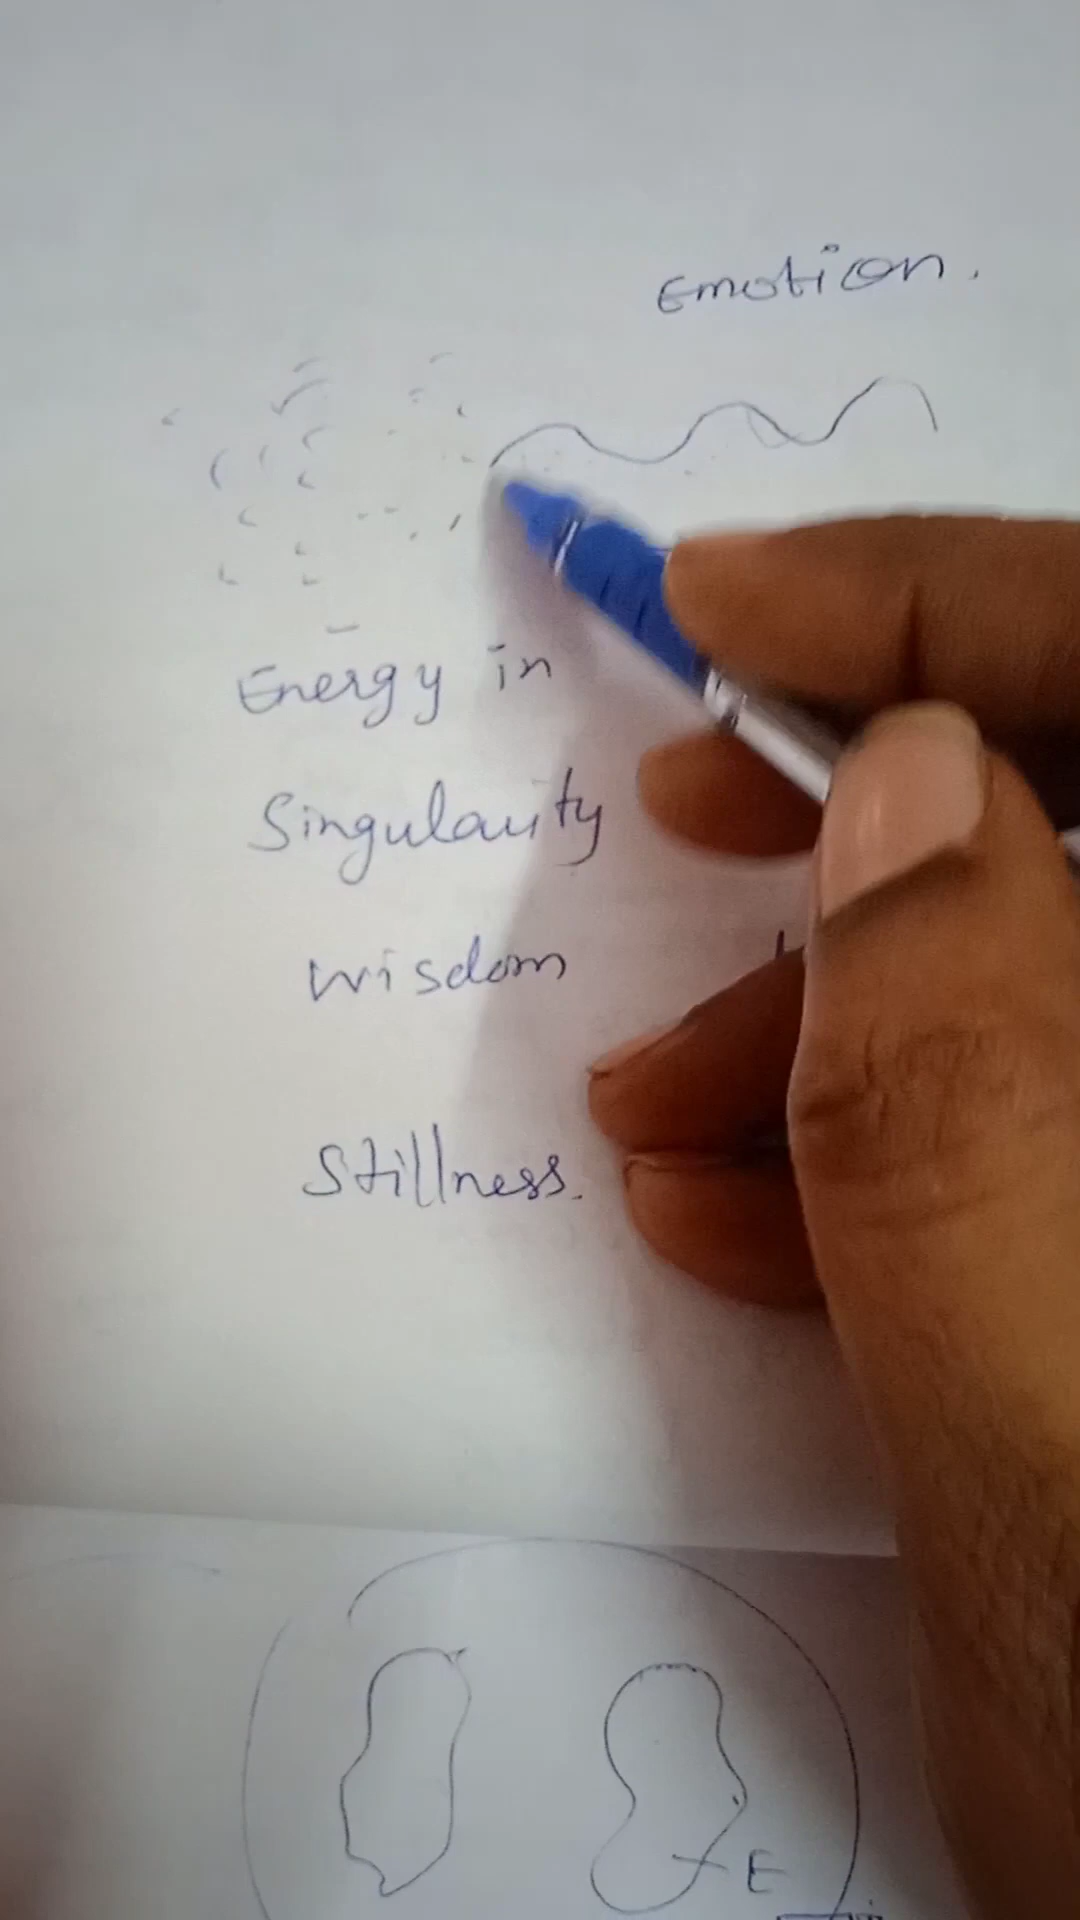 Emotion.
Energy in
Singularity
Wisdom
Stillness.
E